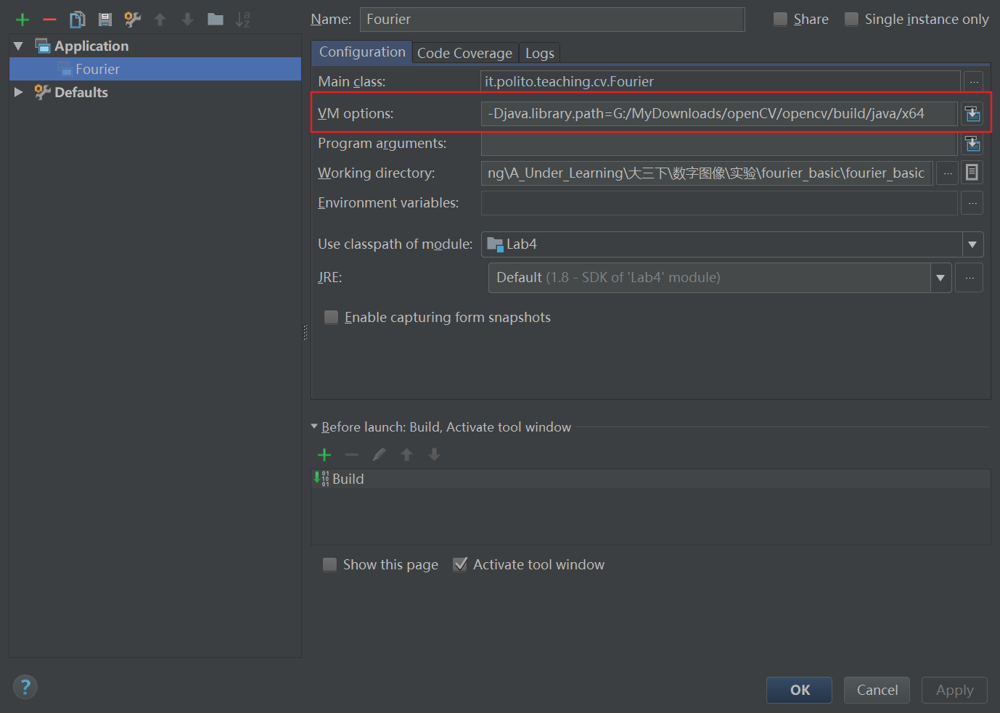 Name: Fourier Share Single instance only
Application
Fourier
Defaults
Configuration Code Coverage Logs
Main class: it.polito.teaching.cv.Fourier ...
VM options: -Djava.library.path=G:/MyDownloads/openCV/opencv/build/java/x64
Program arguments:
Working directory: ng\A_Under_Learning\大三下\数字图像\实验\fourier_basic\fourier_basic ...
Environment variables: ...
Use classpath of module: Lab4
JRE: Default (1.8 - SDK of 'Lab4' module) ...
Enable capturing form snapshots
Before launch: Build, Activate tool window
Build
Show this page Activate tool window
? OK Cancel Apply